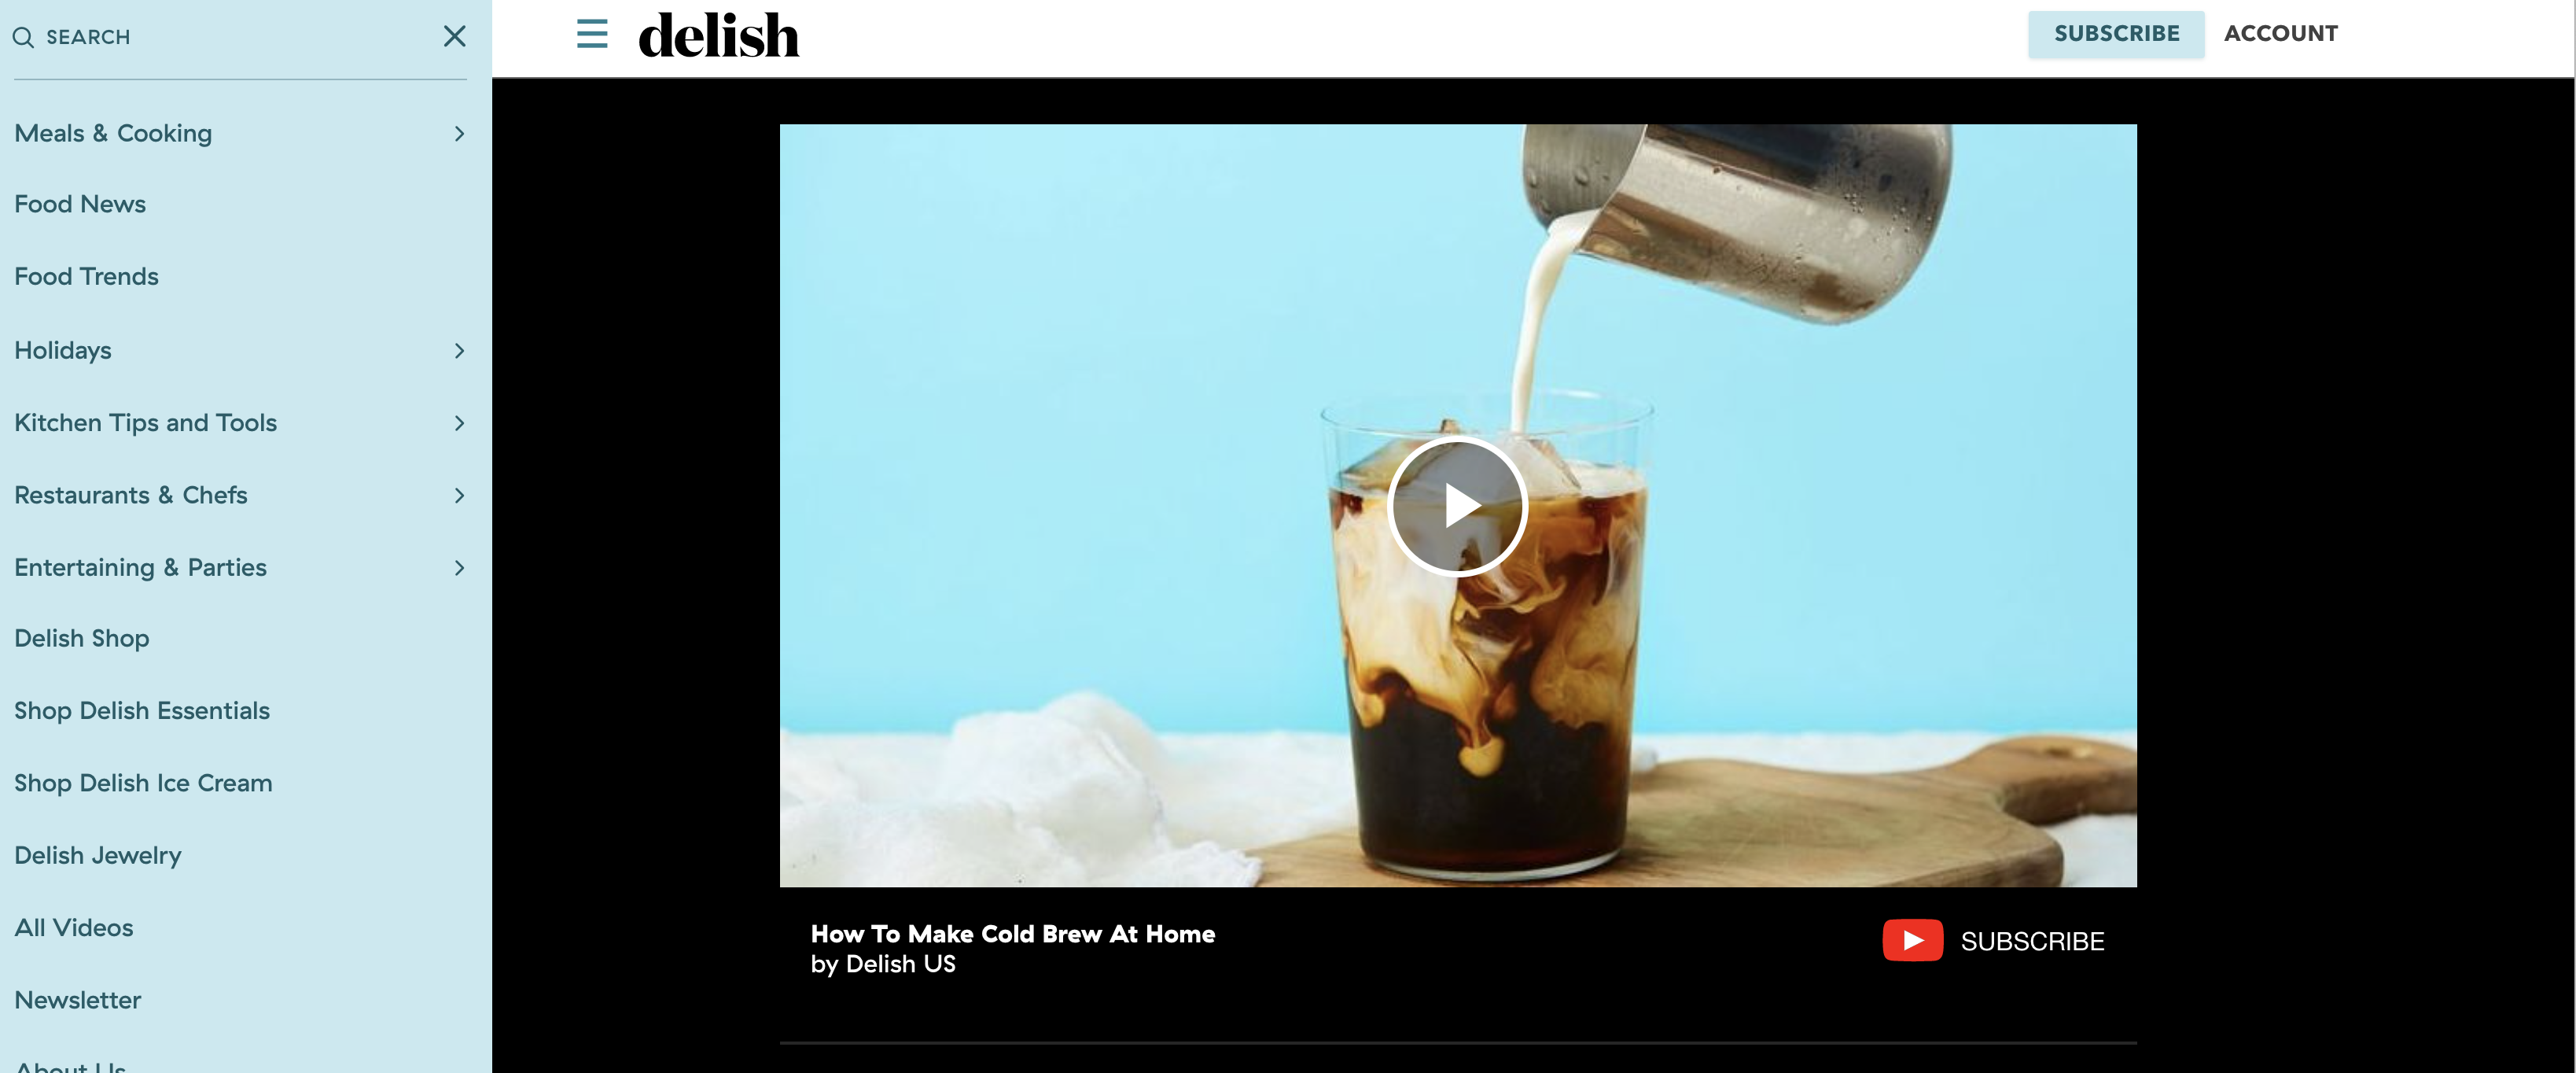 SEARCH
Meals & Cooking
Food News
Food Trends
Holidays
Kitchen Tips and Tools
Restaurants & Chefs
Entertaining & Parties
Delish Shop
Shop Delish Essentials
Shop Delish Ice Cream
Delish Jewelry
All Videos
Newsletter
About Us
delish
SUBSCRIBE
ACCOUNT
How To Make Cold Brew At Home
by Delish US
SUBSCRIBE